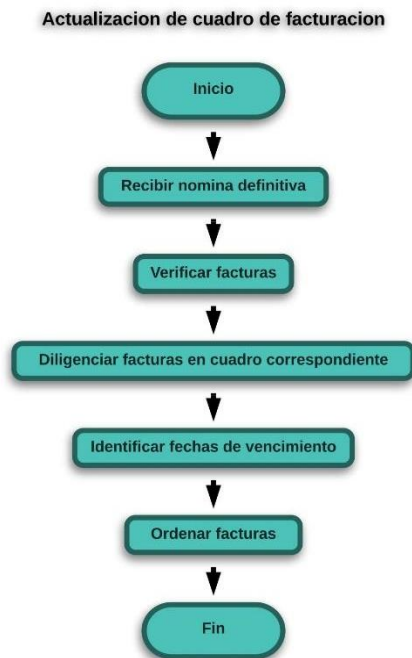 Actualizacion de cuadro de facturacion
Inicio
Recibir nomina definitiva
Verificar facturas
Diligenciar facturas en cuadro correspondiente
Identificar fechas de vencimiento
Ordenar facturas
Fin